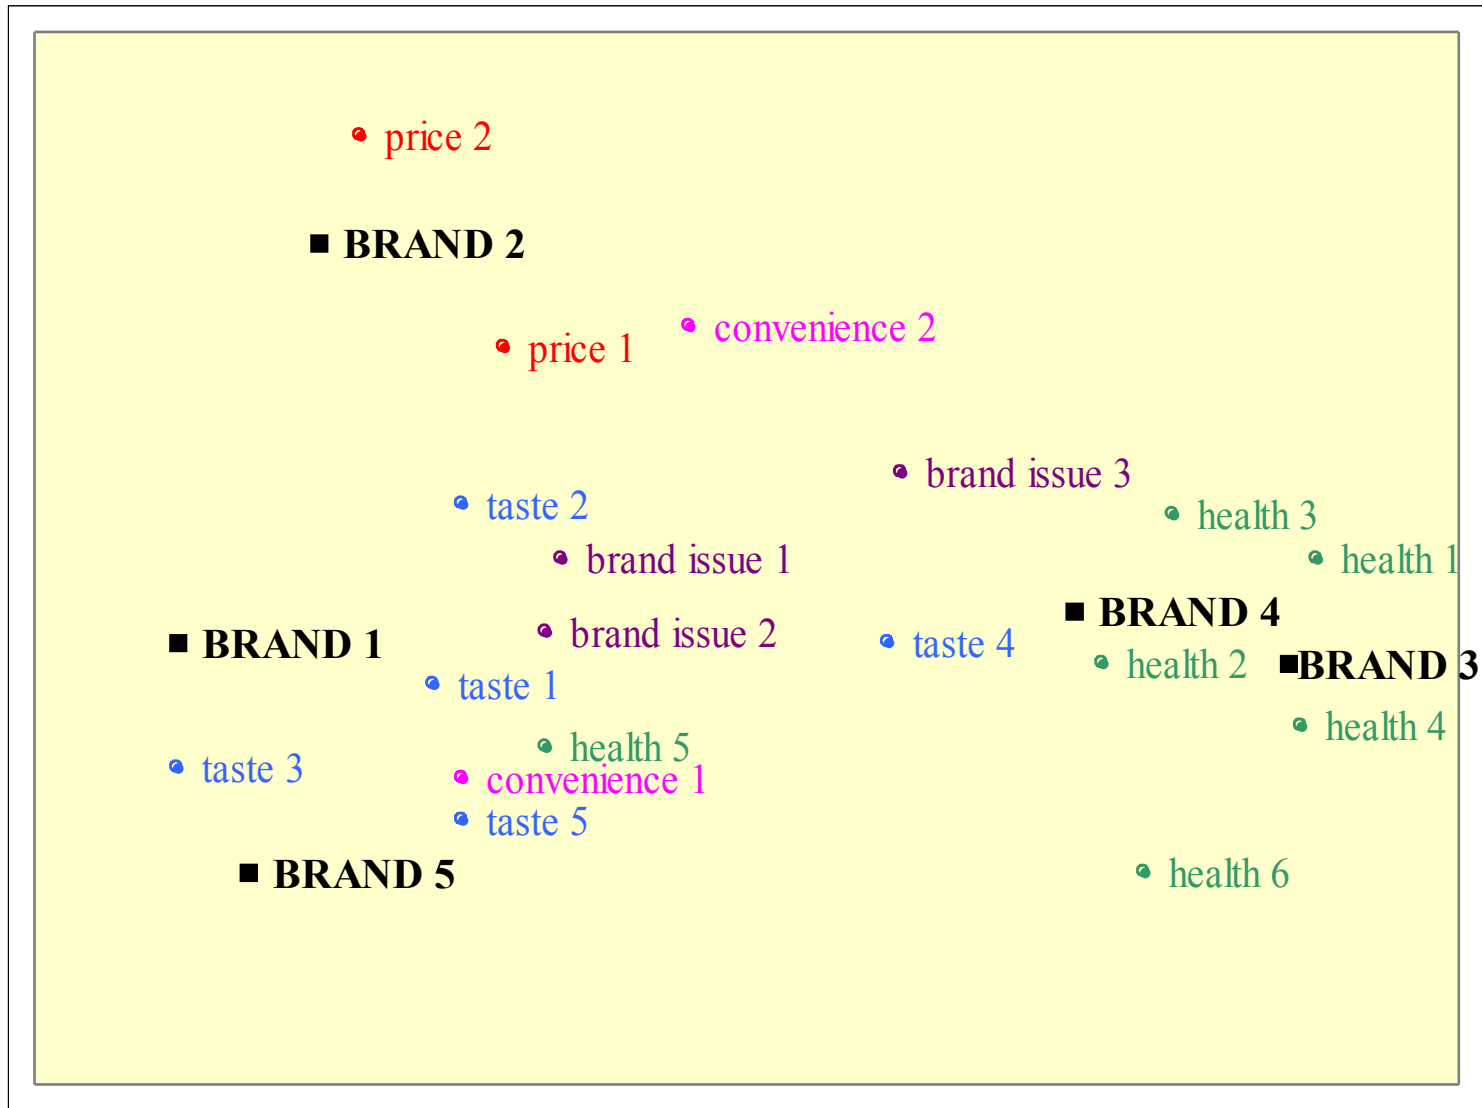 price 2
BRAND 2
convenience 2
price 1
brand issue 3
taste 2
health 3
brand issue 1
health 1
BRAND 4
brand issue 2
BRAND 1
taste 4
health 2
BRAND 3
taste 1
health 4
health 5
taste 3
convenience 1
taste 5
BRAND 5
health 6